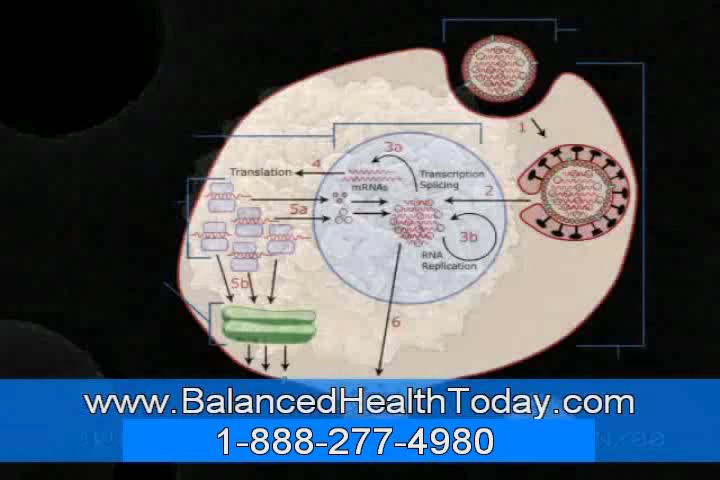 1
3a
Translation
4
mRNAs
Transcription
Splicing
2
5a
3b
RNA
Replication
5b
6
www.BalancedHealthToday.com
1-888-277-4980